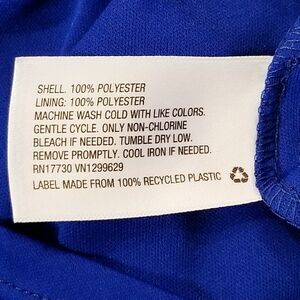 SHELL. 100% POLYESTER
LINING: 100% POLYESTER
MACHINE WASH COLD WITH LIKE COLORS.
GENTLE CYCLE. ONLY NON-CHLORINE
BLEACH IF NEEDED. TUMBLE DRY LOW.
REMOVE PROMPTLY. COOL IRON IF NEEDED.
RN17730 VN1299629
LABEL MADE FROM 100% RECYCLED PLASTIC